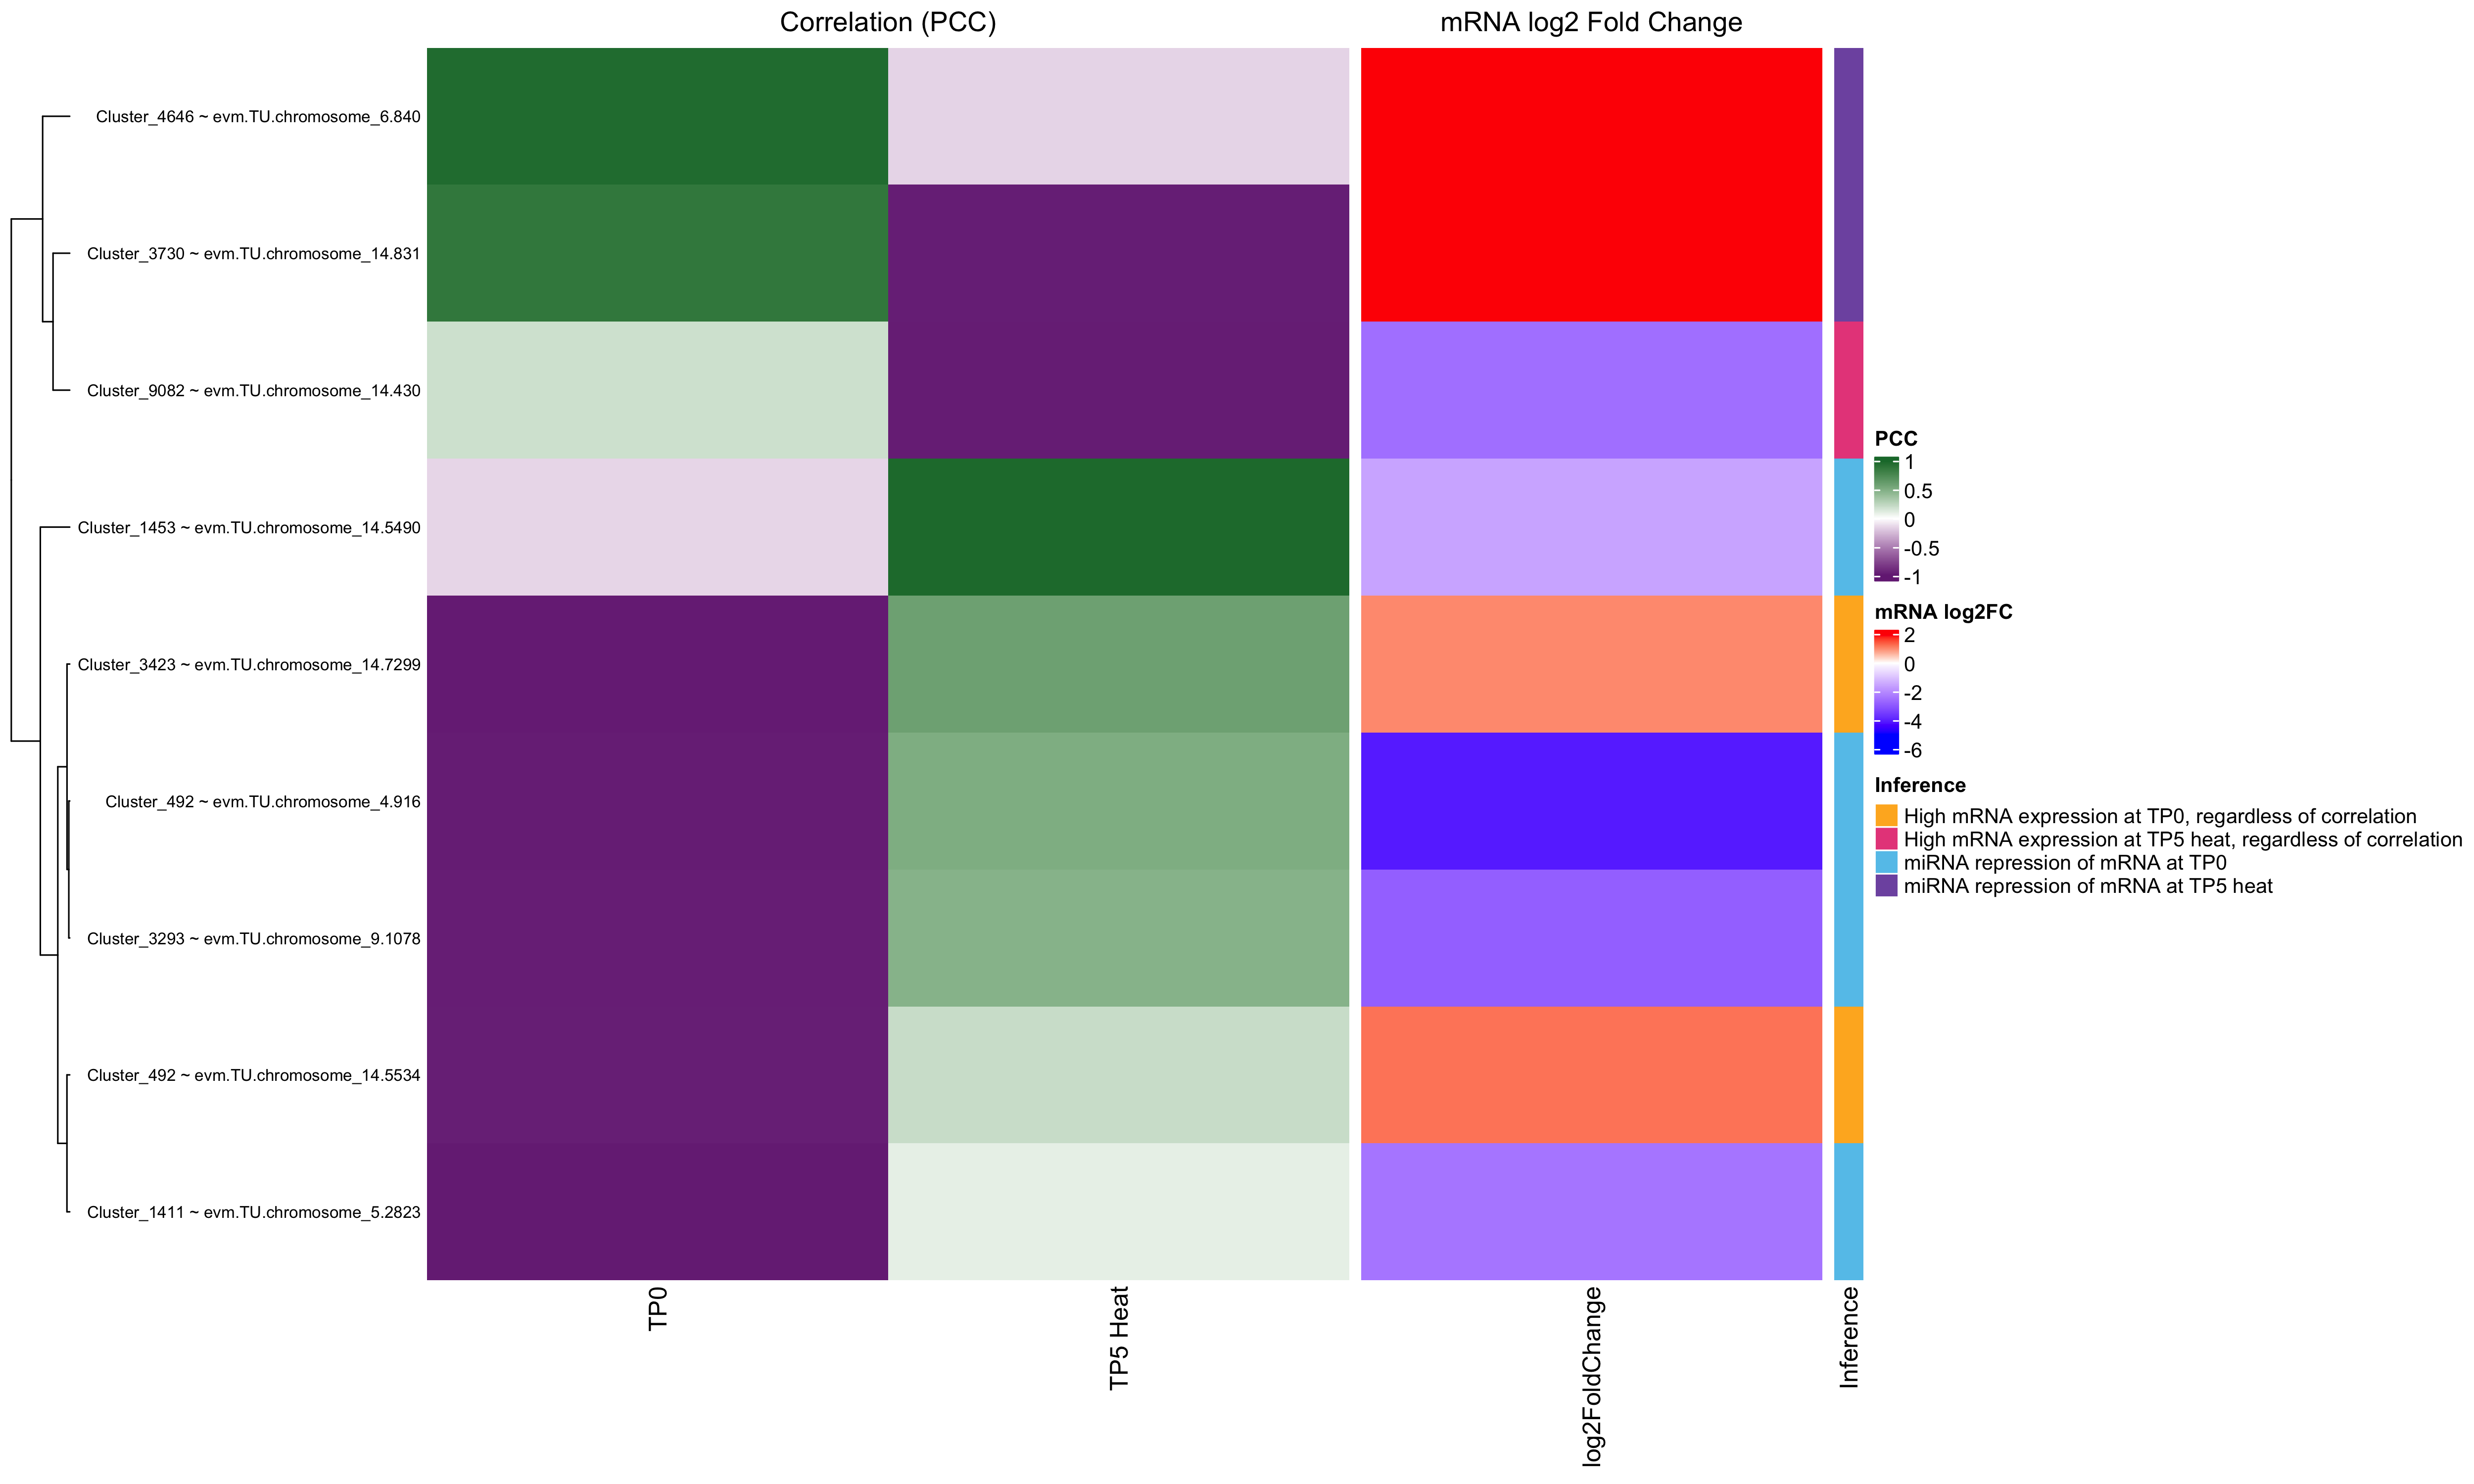 Correlation (PCC)
mRNA log2 Fold Change
Cluster_4646 ~ evm.TU.chromosome_6.840
Cluster_3730 ~ evm.TU.chromosome_14.831
Cluster_9082 ~ evm.TU.chromosome_14.430
Cluster_1453 ~ evm.TU.chromosome_14.5490
Cluster_3423 ~ evm.TU.chromosome_14.7299
Cluster_492 ~ evm.TU.chromosome_4.916
Cluster_3293 ~ evm.TU.chromosome_9.1078
Cluster_492 ~ evm.TU.chromosome_14.5534
Cluster_1411 ~ evm.TU.chromosome_5.2823
TP0
TP5 Heat
log2FoldChange
Inference
PCC
1
0.5
0
-0.5
-1
mRNA log2FC
2
0
-2
-4
-6
Inference
High mRNA expression at TP0, regardless of correlation
High mRNA expression at TP5 heat, regardless of correlation
miRNA repression of mRNA at TP0
miRNA repression of mRNA at TP5 heat